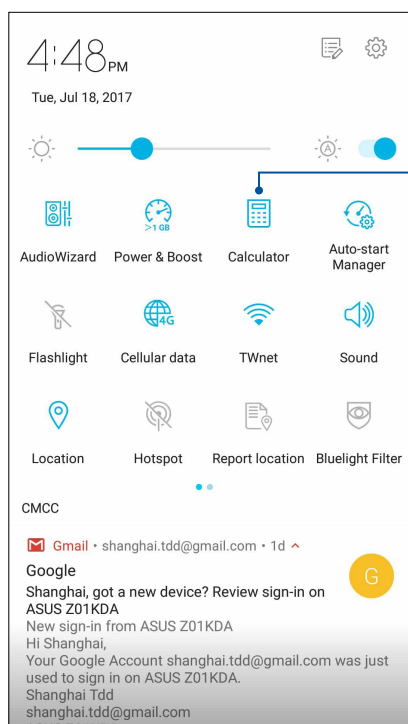 4:48 PM
Tue, Jul 18, 2017
A
>1 GB
AudioWizard Power & Boost Calculator Auto-start Manager
4G
Flashlight Cellular data TWnet Sound
Location Hotspot Report location Bluelight Filter
CMCC
Gmail • shanghai.tdd@gmail.com • 1d
Google
G
Shanghai, got a new device? Review sign-in on
ASUS Z01KDA
New sign-in from ASUS Z01KDA
Hi Shanghai,
Your Google Account shanghai.tdd@gmail.com was just
used to sign in on ASUS Z01KDA.
Shanghai Tdd
shanghai.tdd@gmail.com